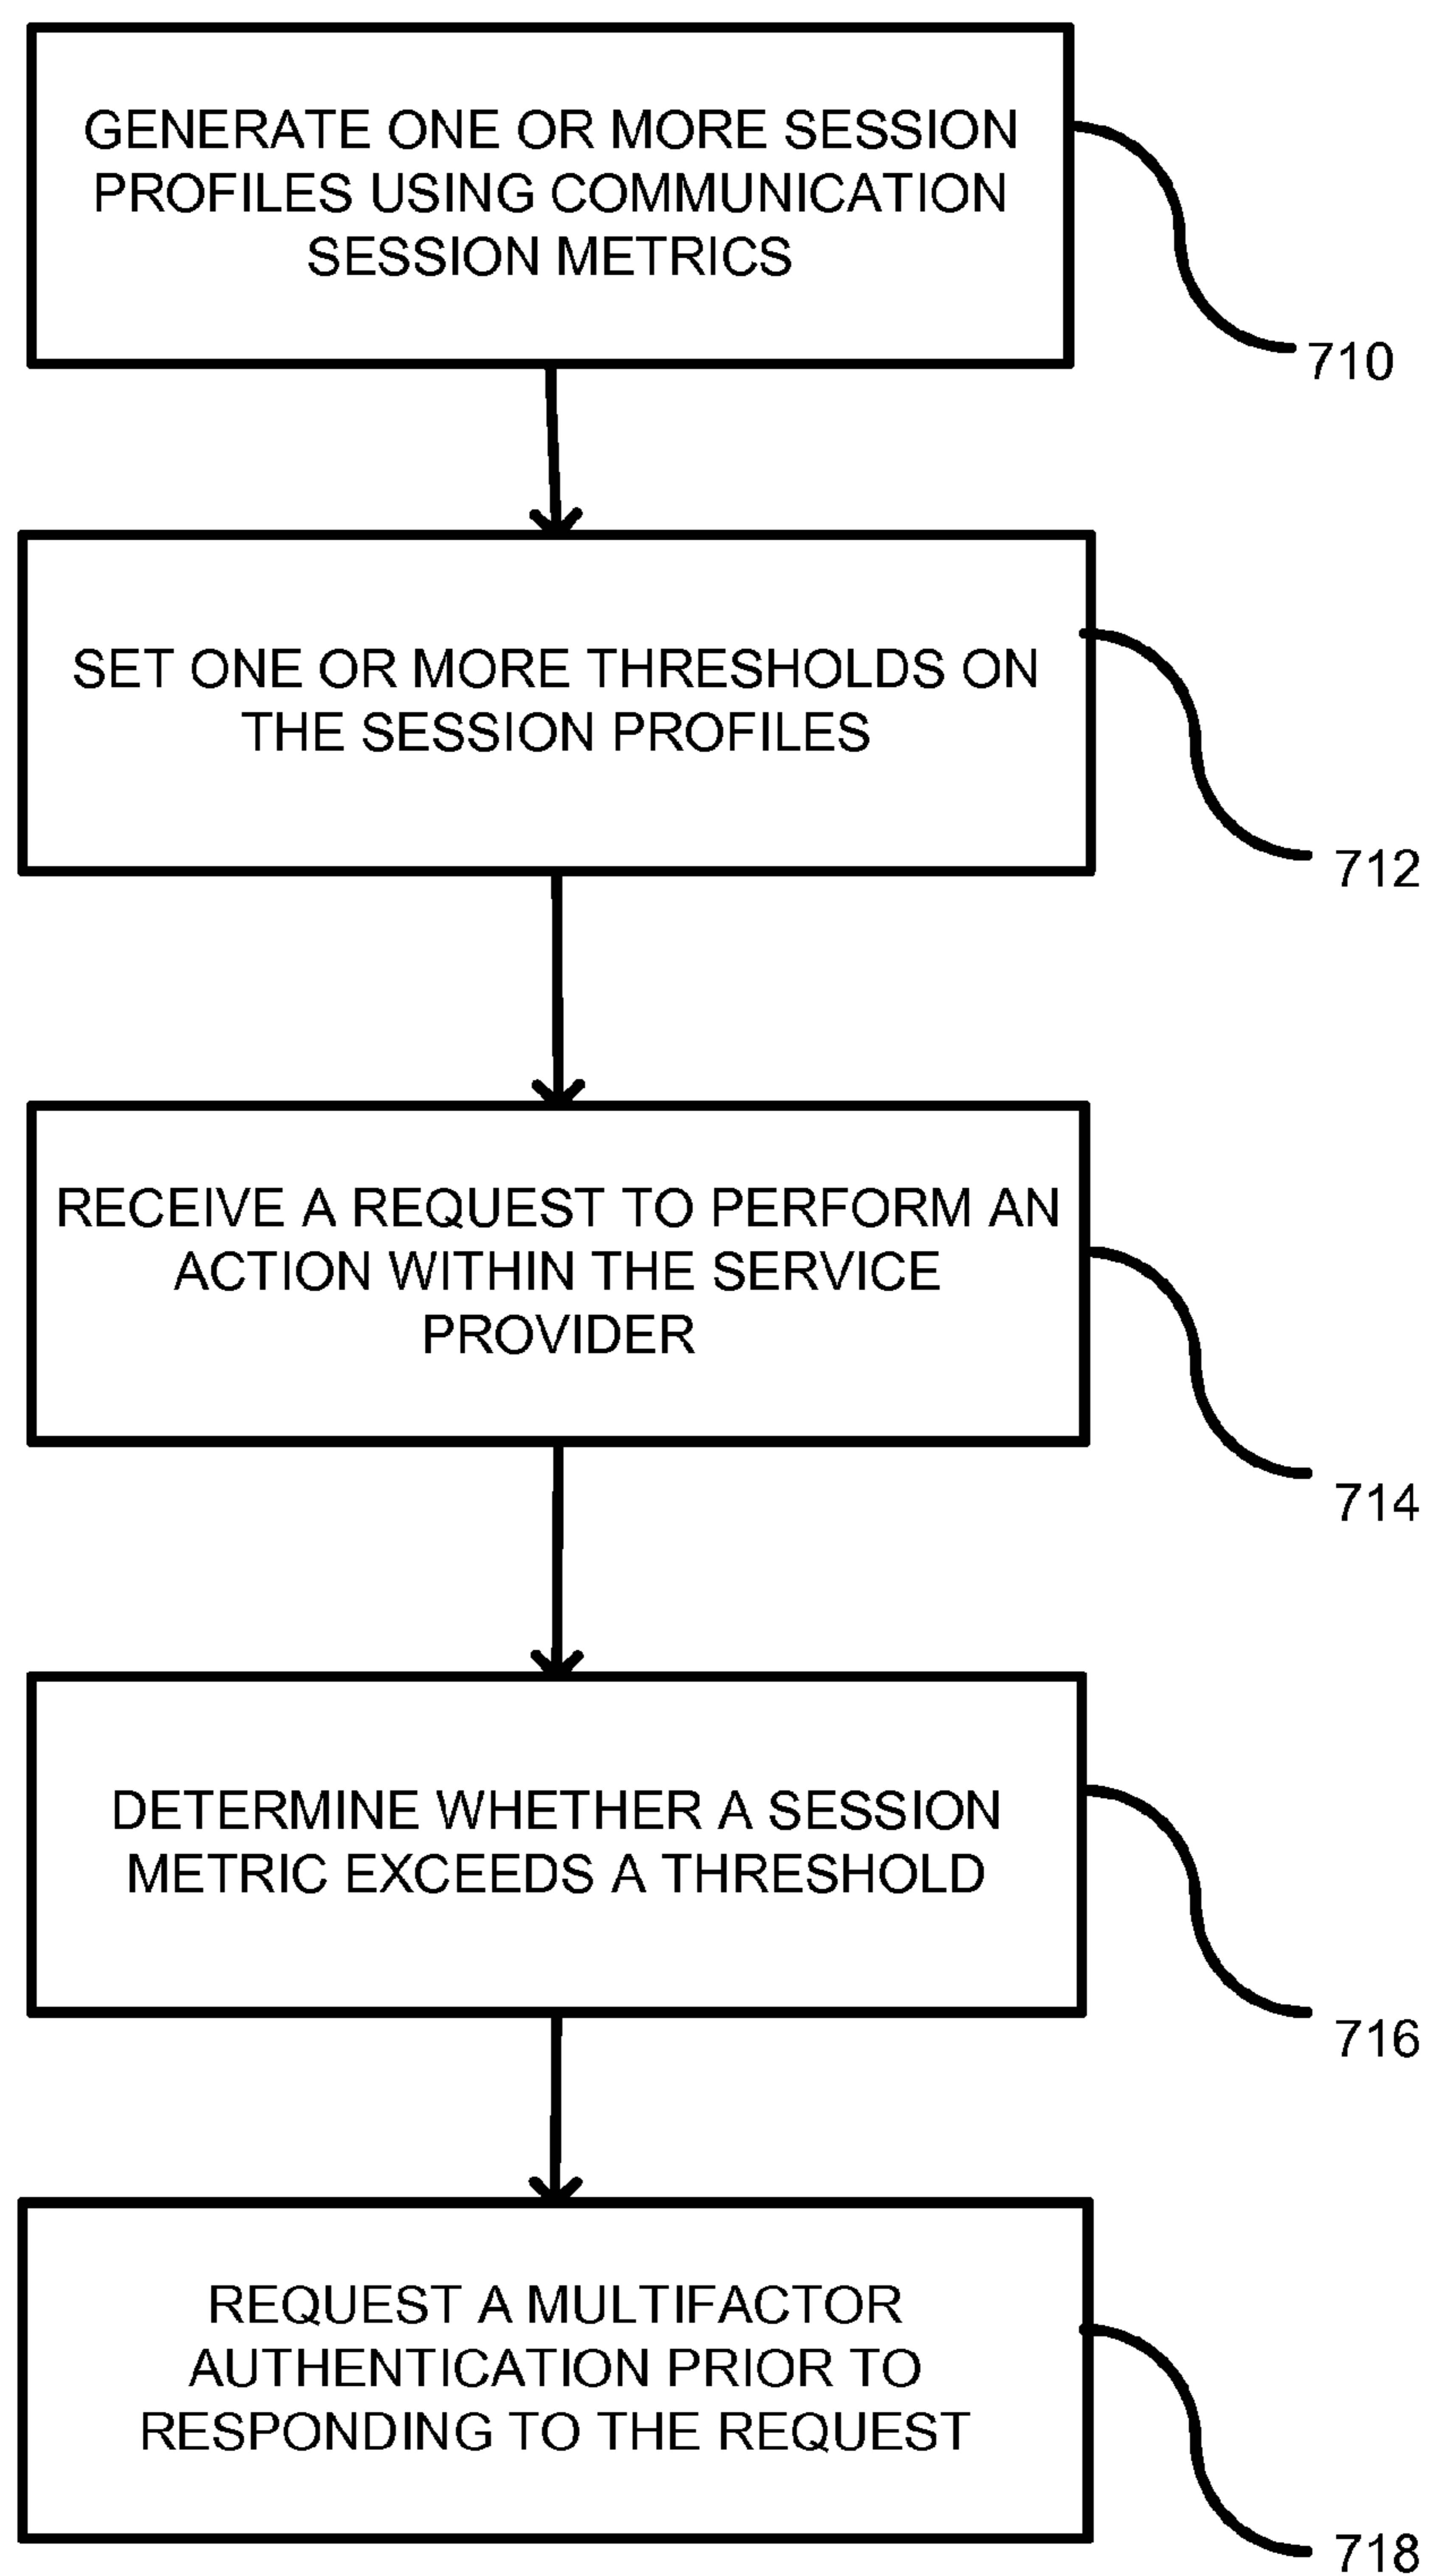 GENERATE ONE OR MORE SESSION
PROFILES USING COMMUNICATION
SESSION METRICS
710
SET ONE OR MORE THRESHOLDS ON
THE SESSION PROFILES
712
RECEIVE A REQUEST TO PERFORM AN
ACTION WITHIN THE SERVICE
PROVIDER
714
DETERMINE WHETHER A SESSION
METRIC EXCEEDS A THRESHOLD
716
REQUEST A MULTIFACTOR
AUTHENTICATION PRIOR TO
RESPONDING TO THE REQUEST
718